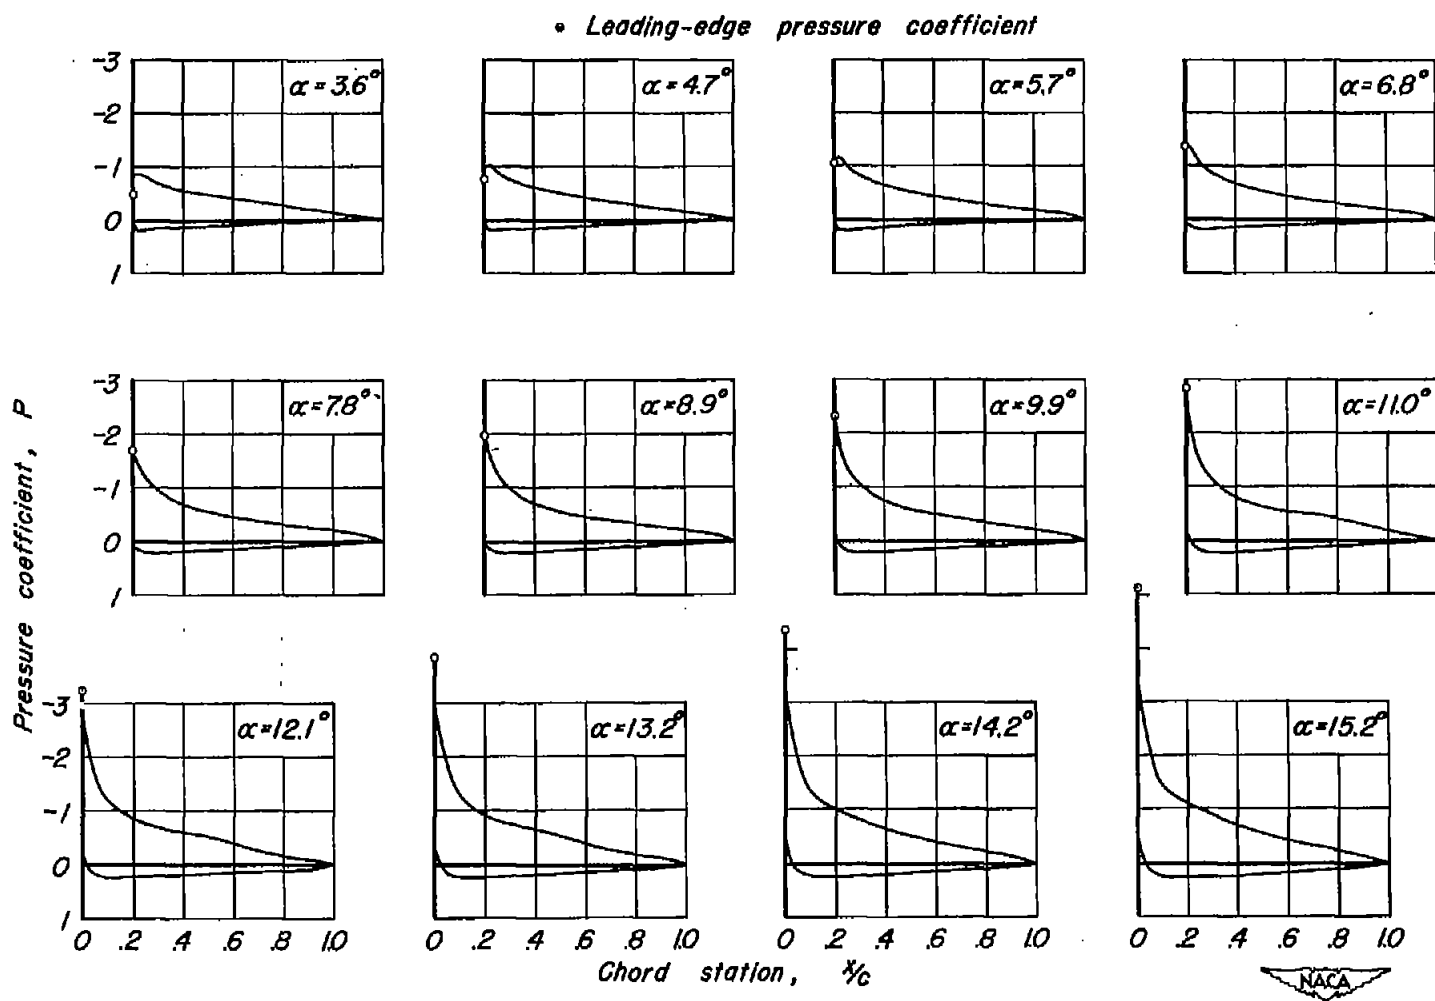 Leading-edge pressure coefficient
-3 α=3.6° α=4.7° α=5.7° α=6.8°
-2
-1
0
1
-3 α=7.8° α=8.9° α=9.9° α=11.0°
-2
-1
0
1
Pressure coefficient, P
-3 α=12.1° α=13.2° α=14.2° α=15.2°
-2
-1
0
1
0 .2 .4 .6 .8 1.0 0 .2 .4 .6 .8 1.0 0 .2 .4 .6 .8 1.0 0 .2 .4 .6 .8 1.0
Chord station, x/c
NACA